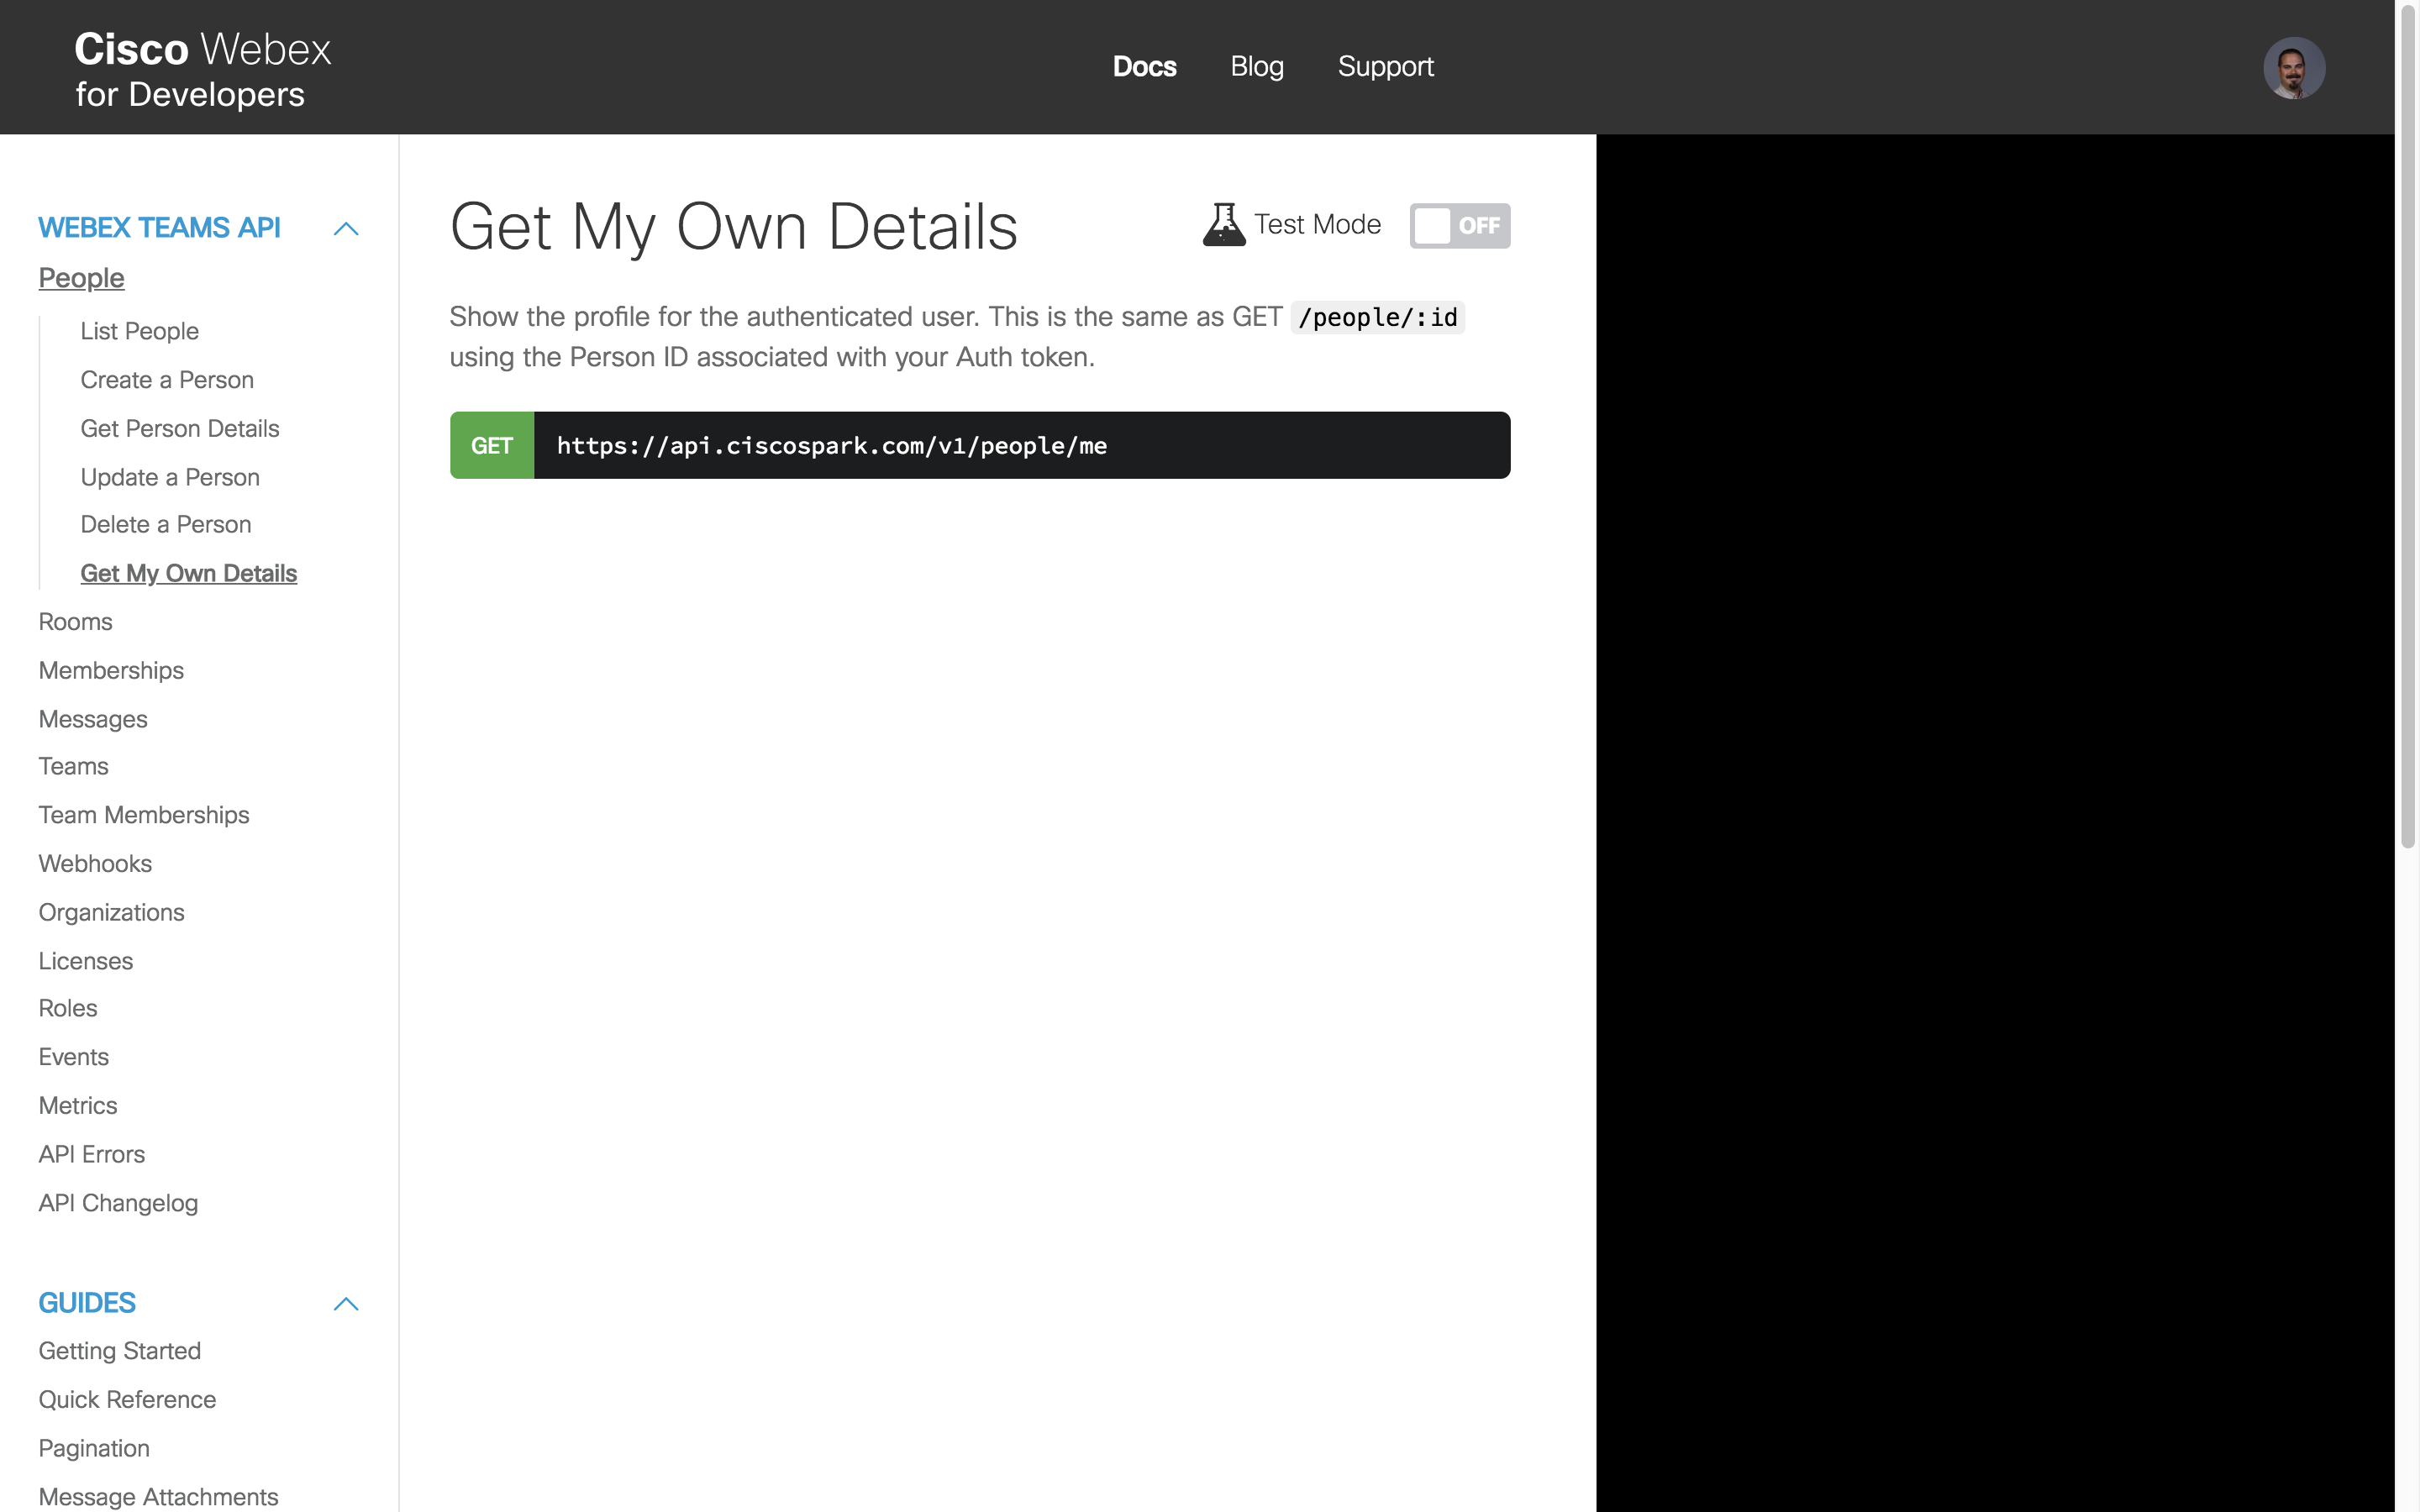 Cisco Webex
for Developers
Docs Blog Support
WEBEX TEAMS API
People
List People
Create a Person
Get Person Details
Update a Person
Delete a Person
Get My Own Details
Rooms
Memberships
Messages
Teams
Team Memberships
Webhooks
Organizations
Licenses
Roles
Events
Metrics
API Errors
API Changelog
GUIDES
Getting Started
Quick Reference
Pagination
Message Attachments
Get My Own Details
Test Mode OFF
Show the profile for the authenticated user. This is the same as GET /people/:id
using the Person ID associated with your Auth token.
GET https://api.ciscospark.com/v1/people/me